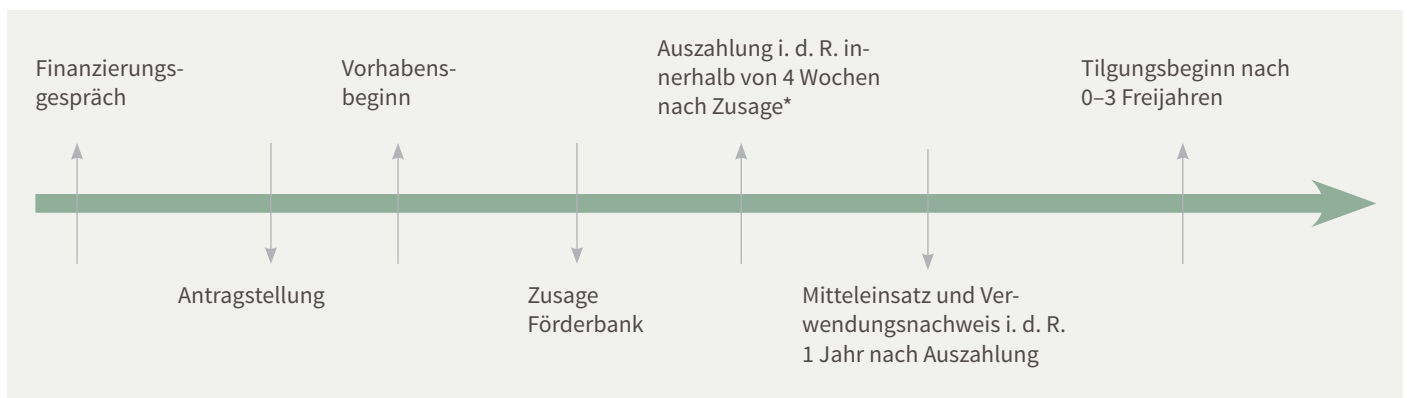 Finanzierungs-
gespräch
Antragstellung
Vorhabens-
beginn
Zusage
Förderbank
Auszahlung i. d. R. in-
nerhalb von 4 Wochen
nach Zusage*
Mitteleinsatz und Ver-
wendungsnachweis i. d. R.
1 Jahr nach Auszahlung
Tilgungsbeginn nach
0–3 Freijahren